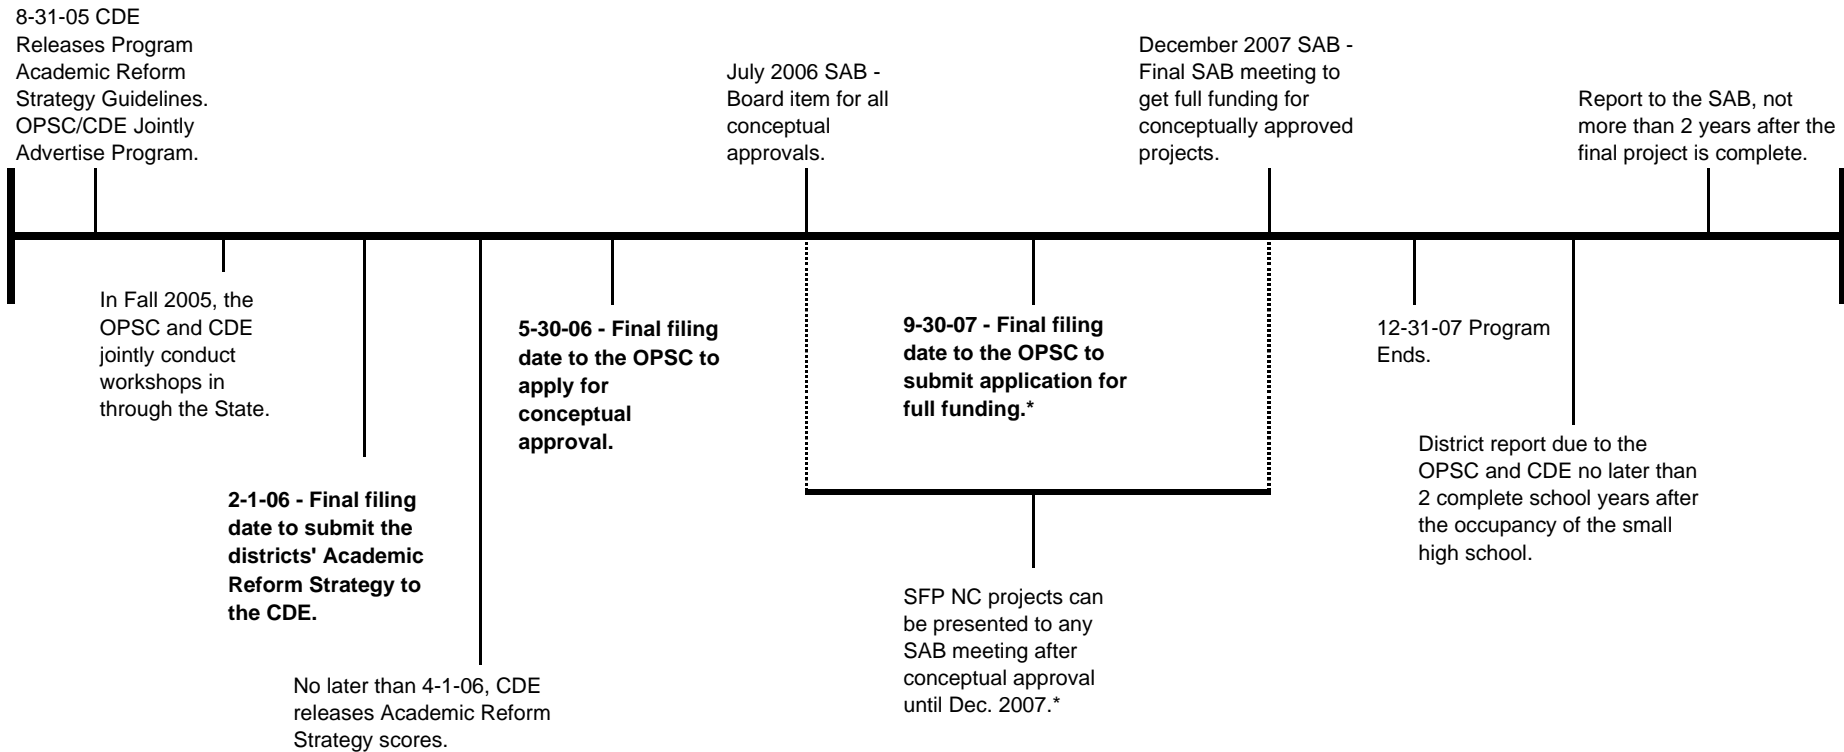 8-31-05 CDE
Releases Program
Academic Reform
Strategy Guidelines.
OPSC/CDE Jointly
Advertise Program.
July 2006 SAB -
Board item for all
conceptual
approvals.
December 2007 SAB -
Final SAB meeting to
get full funding for
conceptually approved
projects.
Report to the SAB, not
more than 2 years after the
final project is complete.
In Fall 2005, the
OPSC and CDE
jointly conduct
workshops in
through the State.
2-1-06 - Final filing
date to submit the
districts' Academic
Reform Strategy to
the CDE.
No later than 4-1-06, CDE
releases Academic Reform
Strategy scores.
5-30-06 - Final filing
date to the OPSC to
apply for
conceptual
approval.
9-30-07 - Final filing
date to the OPSC to
submit application for
full funding.*
SFP NC projects can
be presented to any
SAB meeting after
conceptual approval
until Dec. 2007.*
12-31-07 Program
Ends.
District report due to the
OPSC and CDE no later than
2 complete school years after
the occupancy of the small
high school.